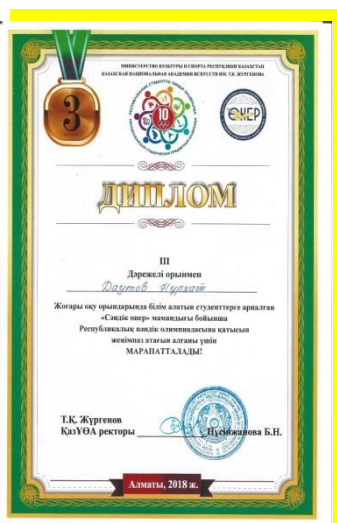 МИНИСТЕРСТВО КУЛЬТУРЫ И СПОРТА РЕСПУБЛИКИ КАЗАХСТАН
КАЗАХСКАЯ НАЦИОНАЛЬНАЯ АКАДЕМИЯ ИСКУССТВ ИМ. Т.К. ЖУРГЕНОВА
3
10
ӨНЕР
ДИПЛОМ
III
Дәрежелі орынмен
Даутов Нурхат
Жоғары оқу орындарында білім алатын студенттерге арналған
«Сәндік өнер» мамандығы бойынша
Республикалық пәндік олимпиадасына қатысып
жеңімпаз атағын алғаны үшін
МАРАПАТТАЛАДЫ!
Т.Қ. Жүргенов
ҚазҰӨА ректоры Нүсіпжанова Б.Н.
Алматы, 2018 ж.